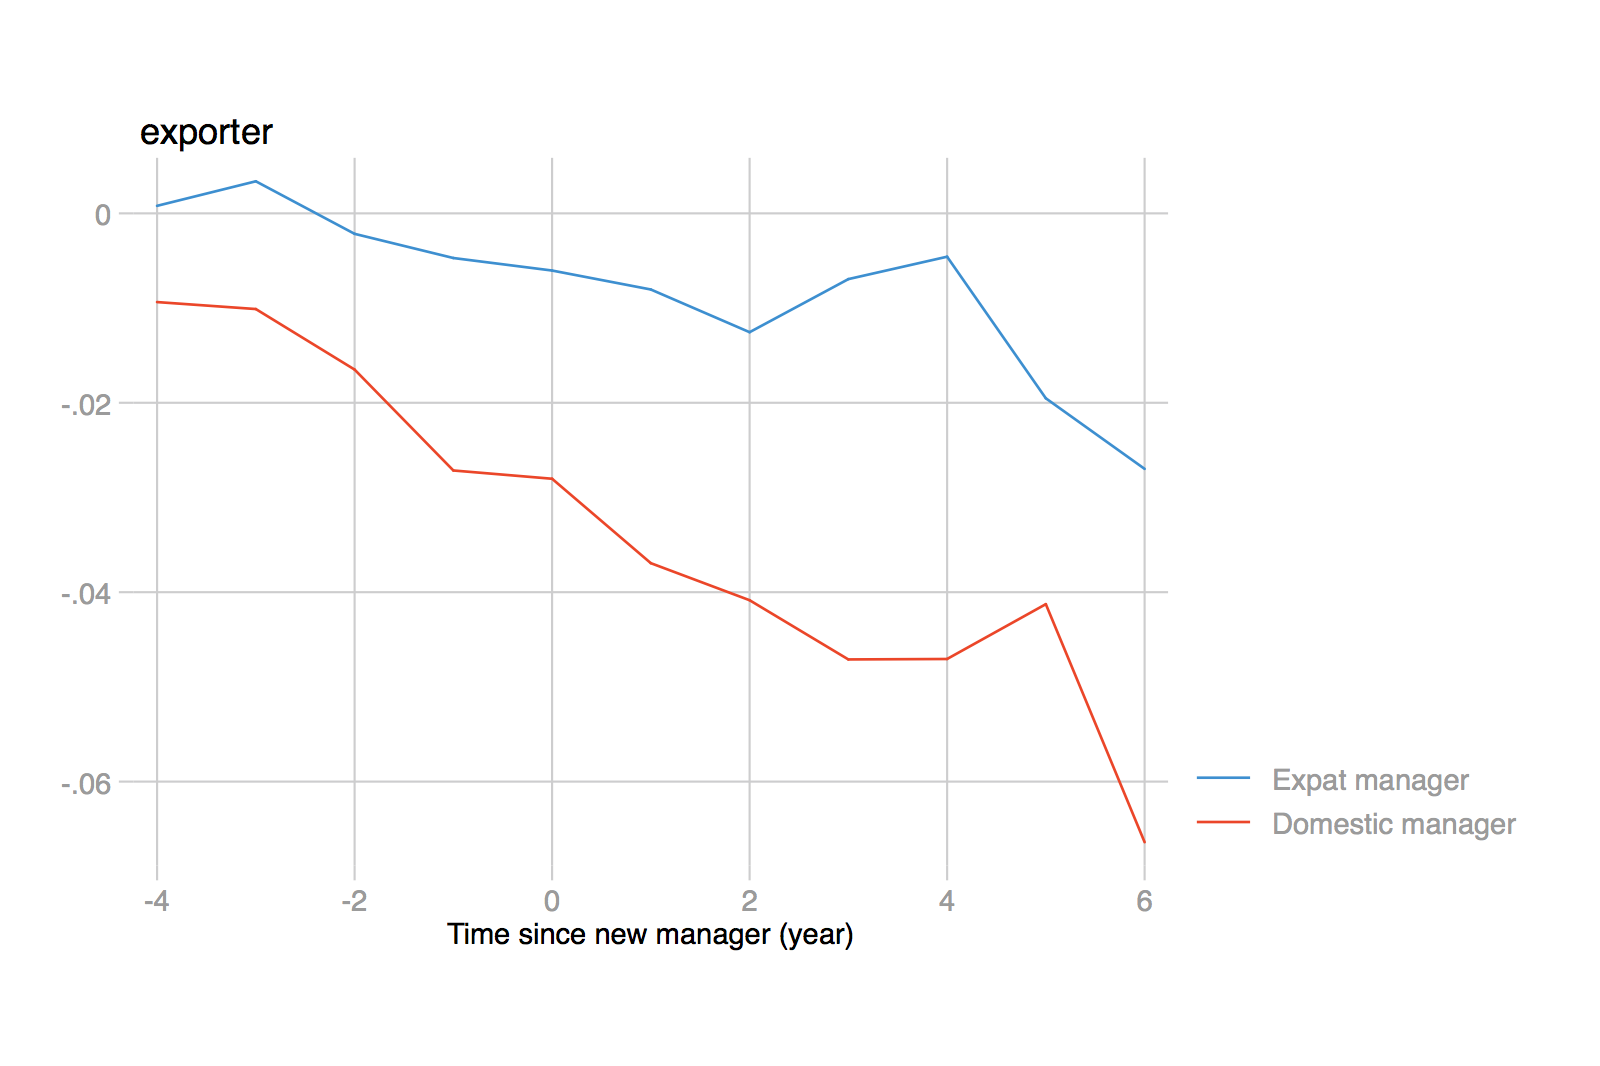 exporter
0
-.02
-.04
-.06
-4 -2 0 2 4 6
Time since new manager (year)
Expat manager
Domestic manager